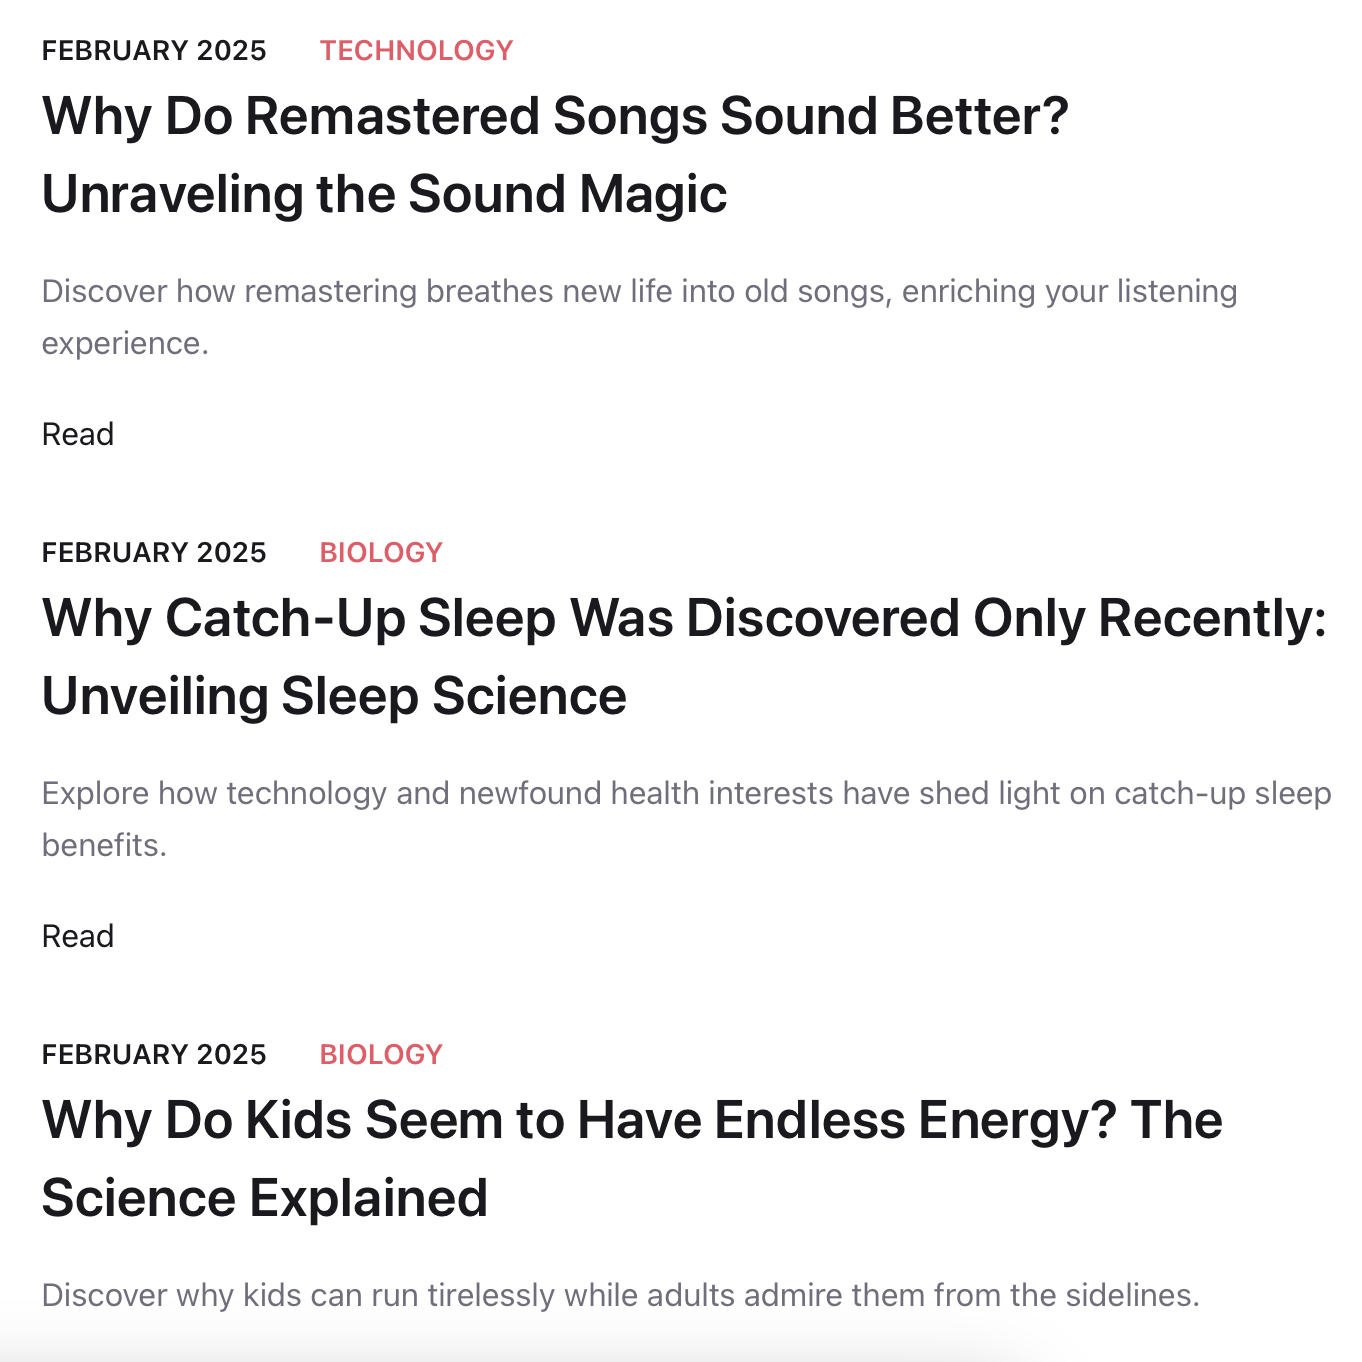 FEBRUARY 2025 TECHNOLOGY
Why Do Remastered Songs Sound Better?
Unraveling the Sound Magic
Discover how remastering breathes new life into old songs, enriching your listening
experience.
Read
FEBRUARY 2025 BIOLOGY
Why Catch-Up Sleep Was Discovered Only Recently:
Unveiling Sleep Science
Explore how technology and newfound health interests have shed light on catch-up sleep
benefits.
Read
FEBRUARY 2025 BIOLOGY
Why Do Kids Seem to Have Endless Energy? The
Science Explained
Discover why kids can run tirelessly while adults admire them from the sidelines.